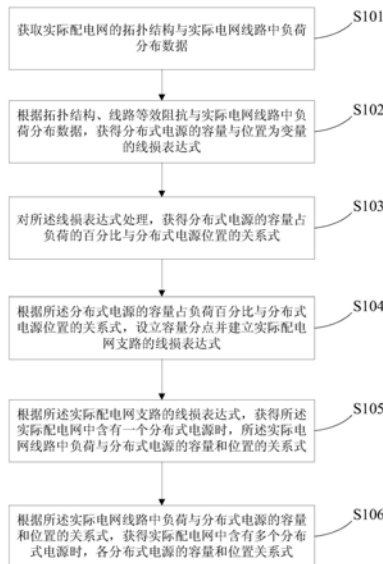 获取实际配电网的拓扑结构与实际电网线路中负荷
分布数据
S101
根据拓扑结构、线路等效阻抗与实际电网线路中负
荷分布数据，获得分布式电源的容量与位置为变量
的线损表达式
S102
对所述线损表达式处理，获得分布式电源的容量占
负荷的百分比与分布式电源位置的关系式
S103
根据所述分布式电源的容量占负荷百分比与分布式
电源位置的关系式，设立容量分点并建立实际配电
网支路的线损表达式
S104
根据所述实际配电网支路的线损表达式，获得所述
实际配电网中含有一个分布式电源时，所述实际电
网线路中负荷与分布式电源的容量和位置的关系式
S105
根据所述实际电网线路中负荷与分布式电源的容量
和位置的关系式，获得实际配电网中含有多个分布
式电源时，各分布式电源的容量和位置关系式
S106